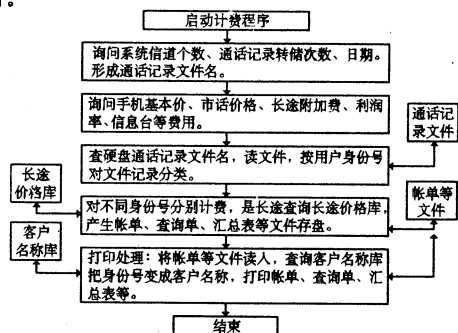 启动计费程序
询问系统信道个数、通话记录转储次数、日期。
形成通话记录文件名。
询问手机基本价、市话价格、长途附加费、利润
率、信息台等费用。
通话记
录文件
查硬盘通话记录文件名,读文件,按用户身份号
对文件记录分类。
长途
价格库
帐单等
文件
对不同身份号分别计费,是长途查询长途价格库,
产生帐单、查询单、汇总表等文件存盘。
客户
名称库
打印处理:将帐单等文件读入,查询客户名称库
把身份号变成客户名称,打印帐单、查询单、汇
总表等。
结束